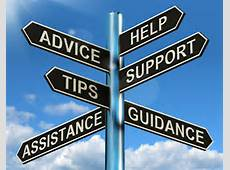 HELP
ADVICE
SUPPORT
TIPS
GUIDANCE
ASSISTANCE